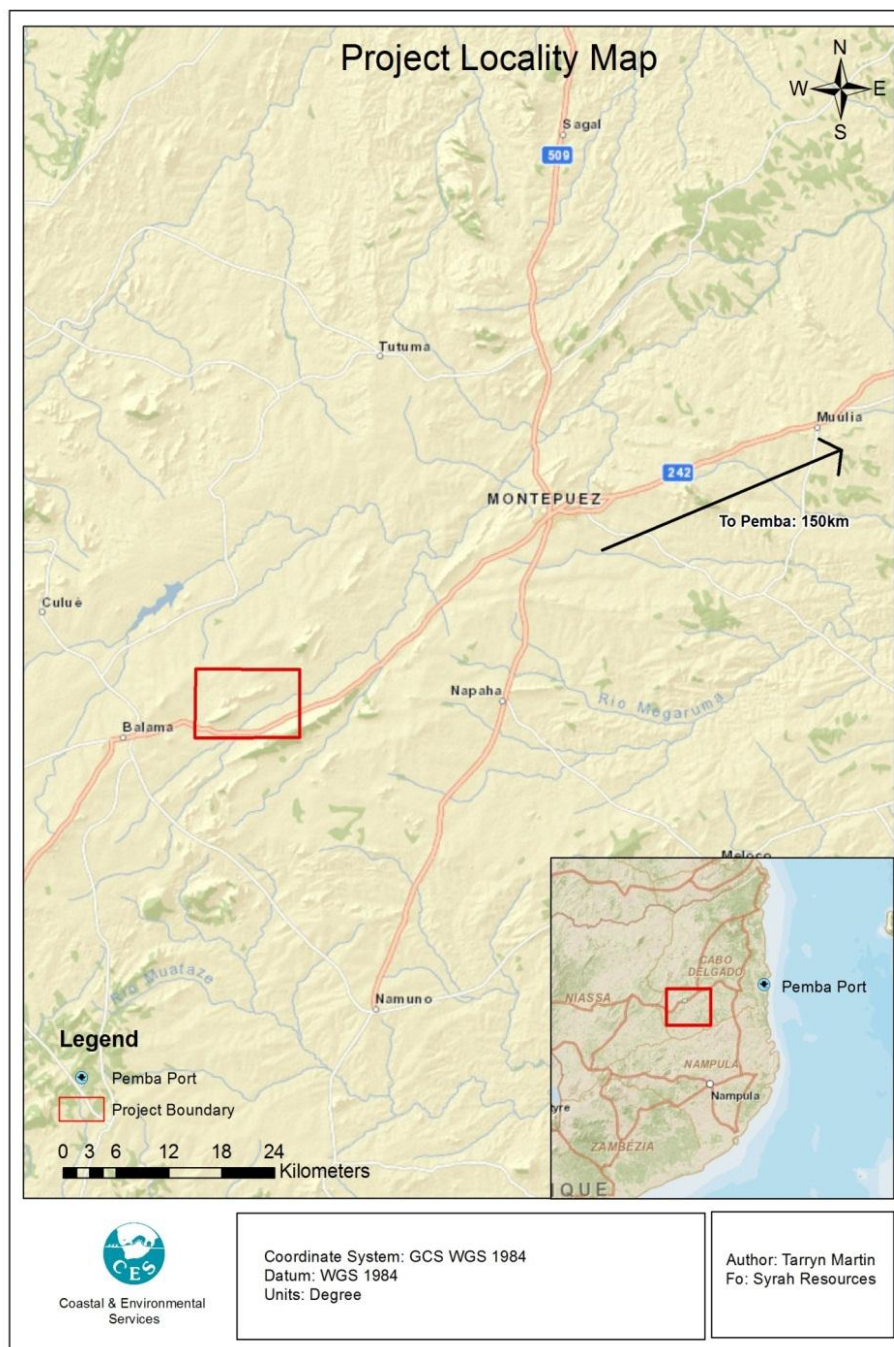 Project Locality Map
N
W
E
S
Sagal
509
Tutuma
Muulia
242
MONTEPUEZ
To Pemba: 150km
Culuè
Napaha
Rio Megaruma
Balama
Meloco
Rio Muataze
Namuno
CABO
DELGADO
Pemba Port
NIASSA
NAMPULA
Nampula
tyre
ZAMBÉZIA
IQUE
Legend
Pemba Port
Project Boundary
0 3 6 12 18 24
Kilometers
CES
Coastal & Environmental
Services
Coordinate System: GCS WGS 1984
Datum: WGS 1984
Units: Degree
Author: Tarryn Martin
Fo: Syrah Resources